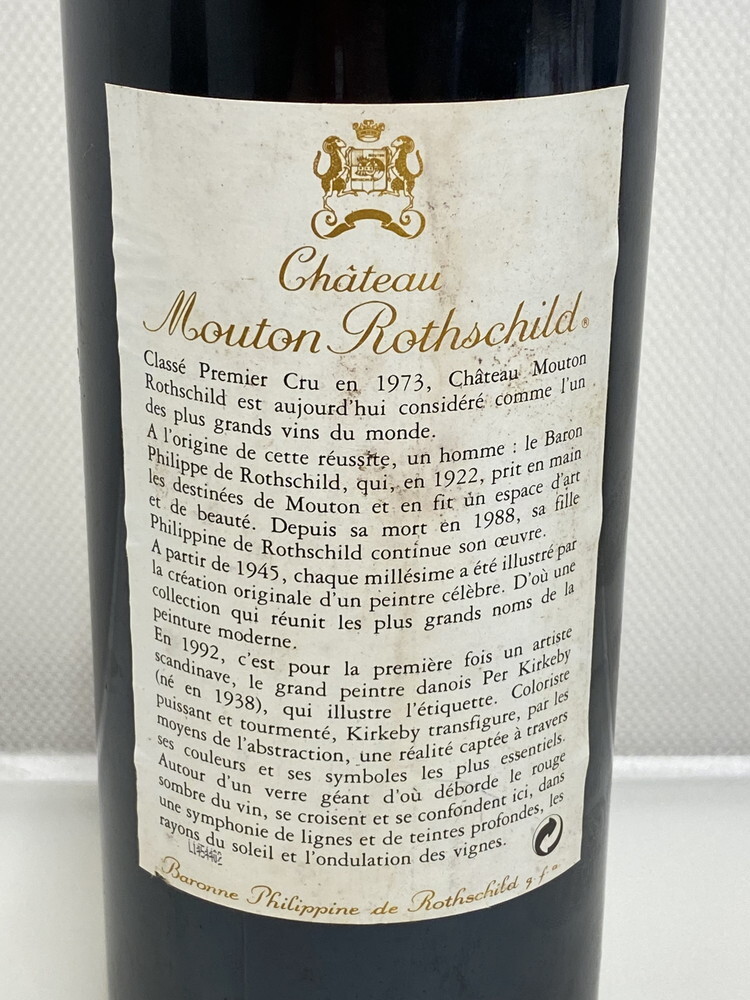 Château
Mouton Rothschild®
Classé Premier Cru en 1973, Château Mouton
Rothschild est aujourd'hui considéré comme l'un
des plus grands vins du monde.
A l'origine de cette réussite, un homme : le Baron
Philippe de Rothschild, qui, en 1922, prit en main
les destinées de Mouton et en fit un espace d'art
et de beauté. Depuis sa mort en 1988, sa fille
Philippine de Rothschild continue son œuvre.
A partir de 1945, chaque millésime a été illustré par
la création originale d'un peintre célèbre. D'où une
collection qui réunit les plus grands noms de la
peinture moderne.
En 1992, c'est pour la première fois un artiste
scandinave, le grand peintre danois Per Kirkeby
(né en 1938), qui illustre l'étiquette. Coloriste
puissant et tourmenté, Kirkeby transfigure, par les
moyens de l'abstraction, une réalité captée à travers
ses couleurs et ses symboles les plus essentiels.
Autour d'un verre géant d'où déborde le rouge
sombre du vin, se croisent et se confondent ici, dans
une symphonie de lignes et de teintes profondes, les
rayons du soleil et l'ondulation des vignes.
Baronne Philippine de Rothschild g.f.a.